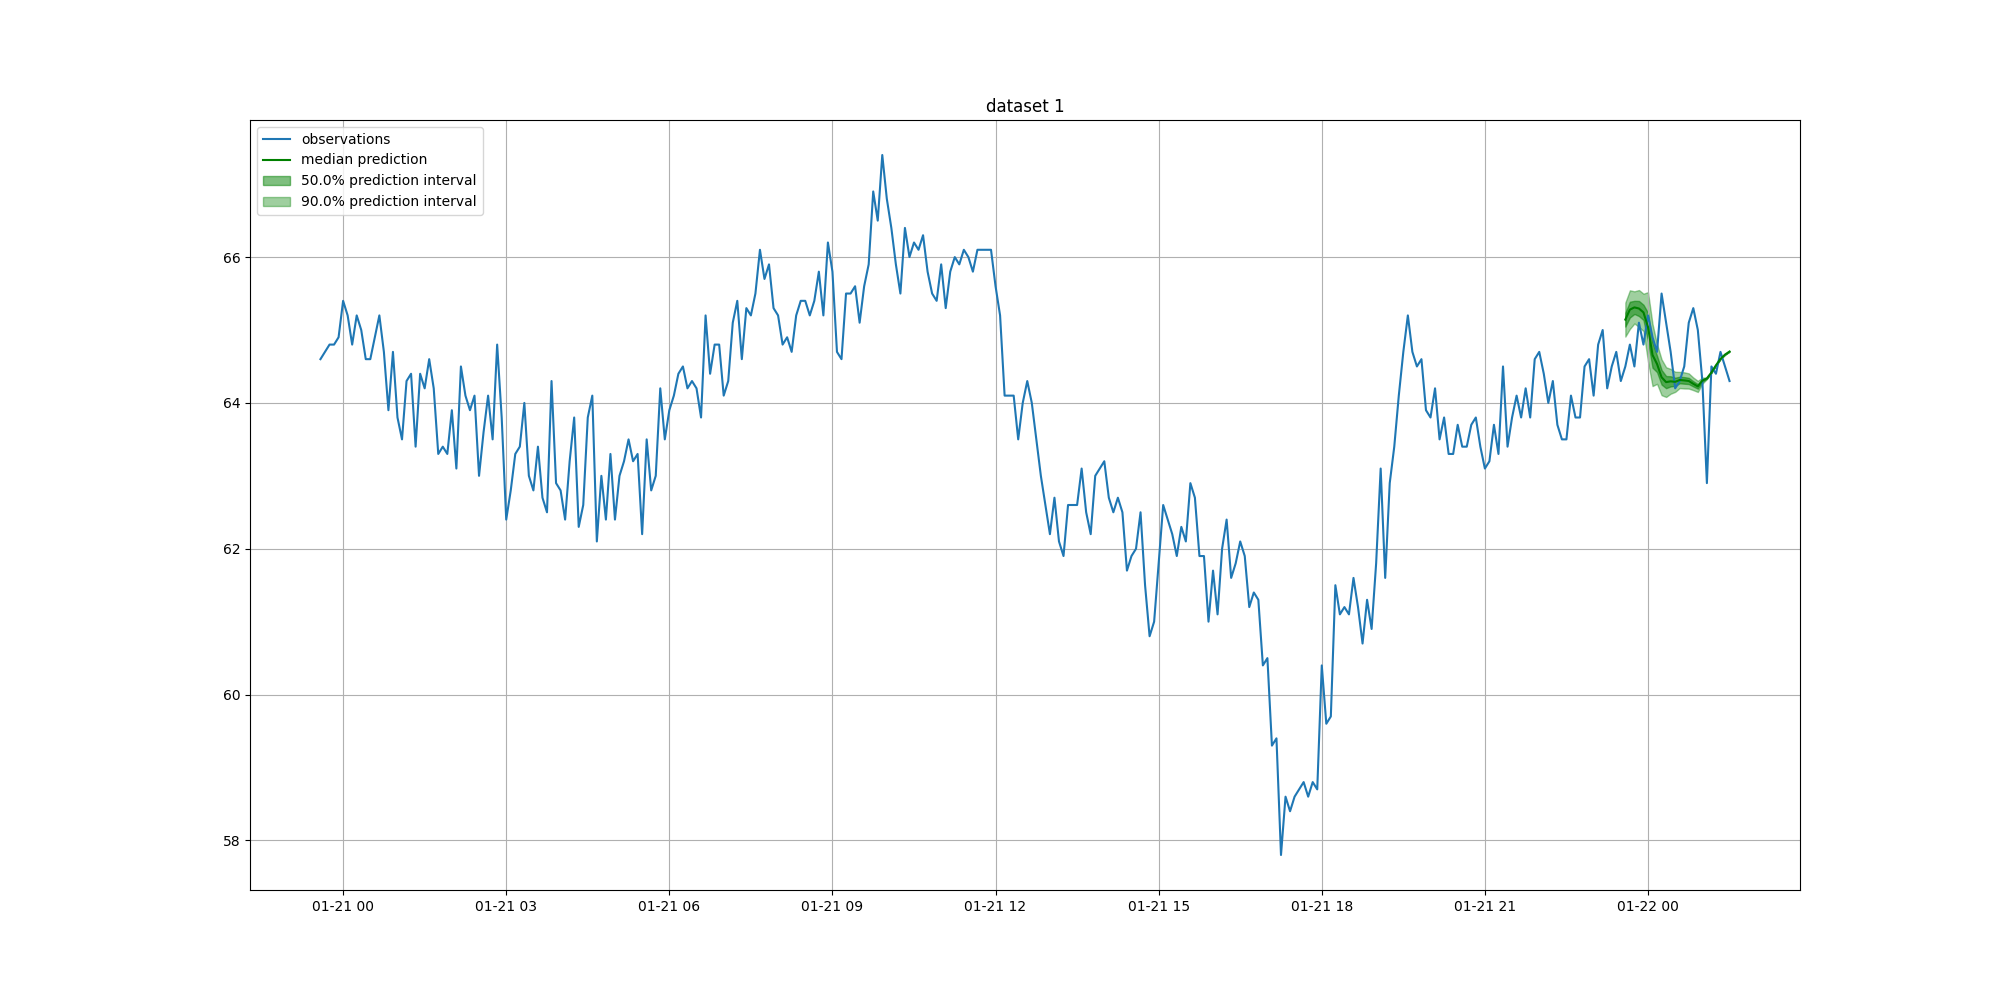 dataset 1
observations
median prediction
50.0% prediction interval
90.0% prediction interval
66
64
62
60
58
01-21 00 01-21 03 01-21 06 01-21 09 01-21 12 01-21 15 01-21 18 01-21 21 01-22 00